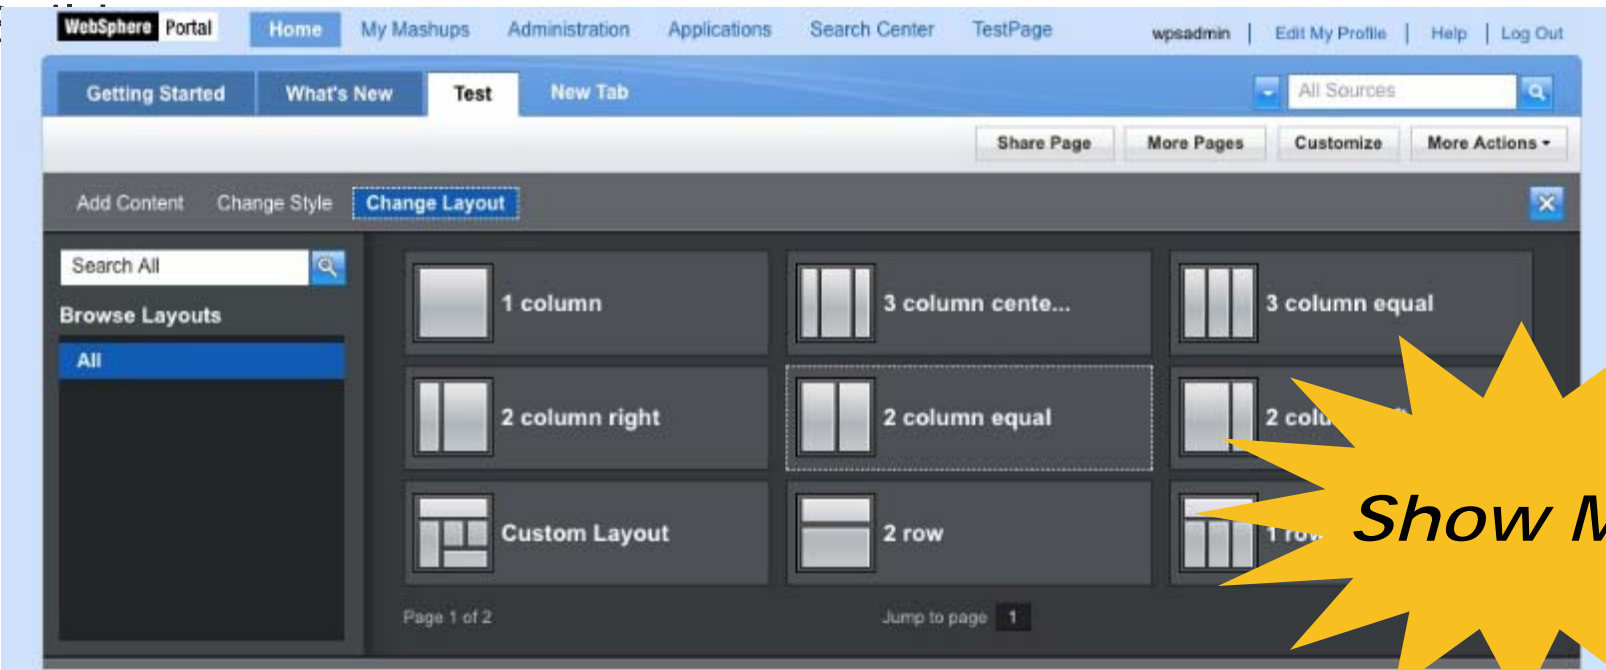 WebSphere Portal Home My Mashups Administration Applications Search Center TestPage wpsadmin | Edit My Profile | Help | Log Out
Getting Started What's New Test New Tab All Sources
Share Page More Pages Customize More Actions
Add Content Change Style Change Layout
Search All
Browse Layouts
All
1 column 3 column cente... 3 column equal
2 column right 2 column equal 2
Custom Layout 2 row 1
Show
Page 1 of 2 Jump to page 1